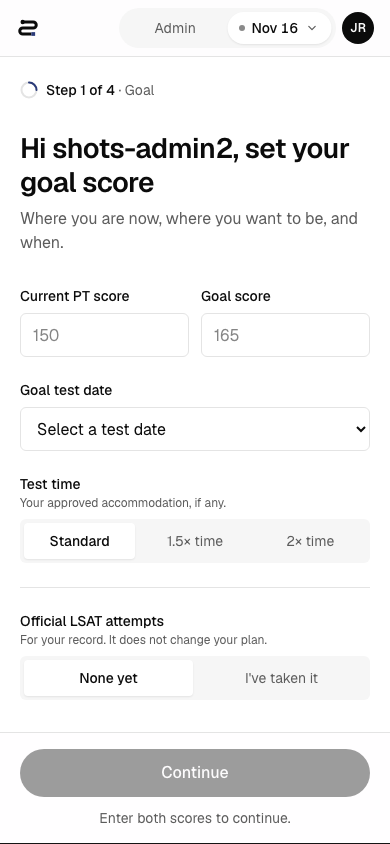 Admin
Nov 16
JR
Step 1 of 4 · Goal
Hi shots-admin2, set your
goal score
Where you are now, where you want to be, and
when.
Current PT score
Goal score
150
165
Goal test date
Select a test date
Test time
Your approved accommodation, if any.
Standard
1.5× time
2× time
Official LSAT attempts
For your record. It does not change your plan.
None yet
I've taken it
Continue
Enter both scores to continue.